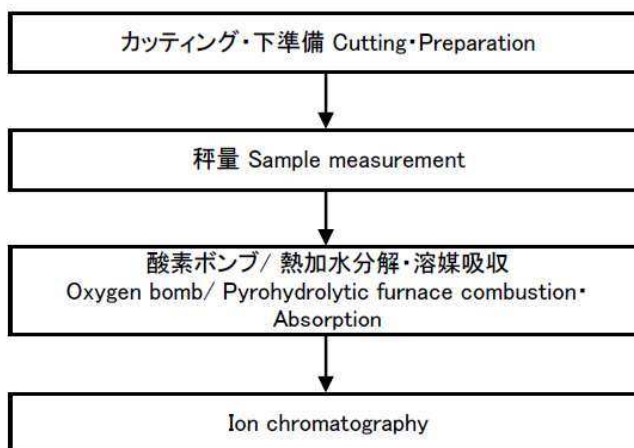 カッティング・下準備 Cutting・Preparation
秤量 Sample measurement
酸素ボンブ/ 熱加水分解・溶媒吸収
Oxygen bomb/ Pyrohydrolytic furnace combustion・
Absorption
Ion chromatography